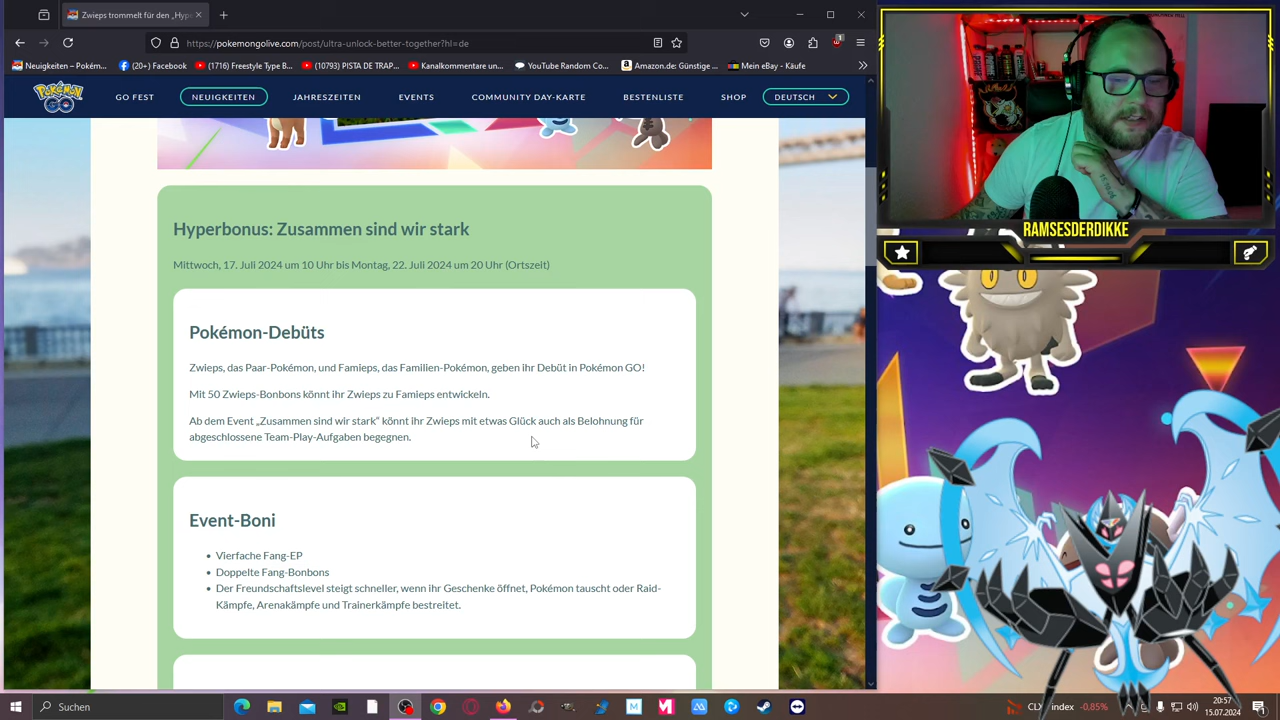 Zwieps trommelt für den „Hype
https://pokemongolive.com/post/ultra-unlock-better-together?hl=de
Neuigkeiten – Pokém... (20+) Facebook (1716) Freestyle Typ... (10793) PISTA DE TRAP... Kanalkommentare un... YouTube Random Co... Amazon.de: Günstige ... Mein eBay - Käufe
Pokémon GO
GO FEST NEUIGKEITEN JAHRESZEITEN EVENTS COMMUNITY DAY-KARTE BESTENLISTE SHOP DEUTSCH
Hyperbonus: Zusammen sind wir stark
Mittwoch, 17. Juli 2024 um 10 Uhr bis Montag, 22. Juli 2024 um 20 Uhr (Ortszeit)
Pokémon-Debüts
Zwieps, das Paar-Pokémon, und Famieps, das Familien-Pokémon, geben ihr Debüt in Pokémon GO!
Mit 50 Zwieps-Bonbons könnt ihr Zwieps zu Famieps entwickeln.
Ab dem Event „Zusammen sind wir stark“ könnt ihr Zwieps mit etwas Glück auch als Belohnung für
abgeschlossene Team-Play-Aufgaben begegnen.
Event-Boni
• Vierfache Fang-EP
• Doppelte Fang-Bonbons
• Der Freundschaftslevel steigt schneller, wenn ihr Geschenke öffnet, Pokémon tauscht oder Raid-
Kämpfe, Arenakämpfe und Trainerkämpfe bestreitet.
RAMSESDERDIKKE
Suchen
index -0,85%
20:57
15.07.2024